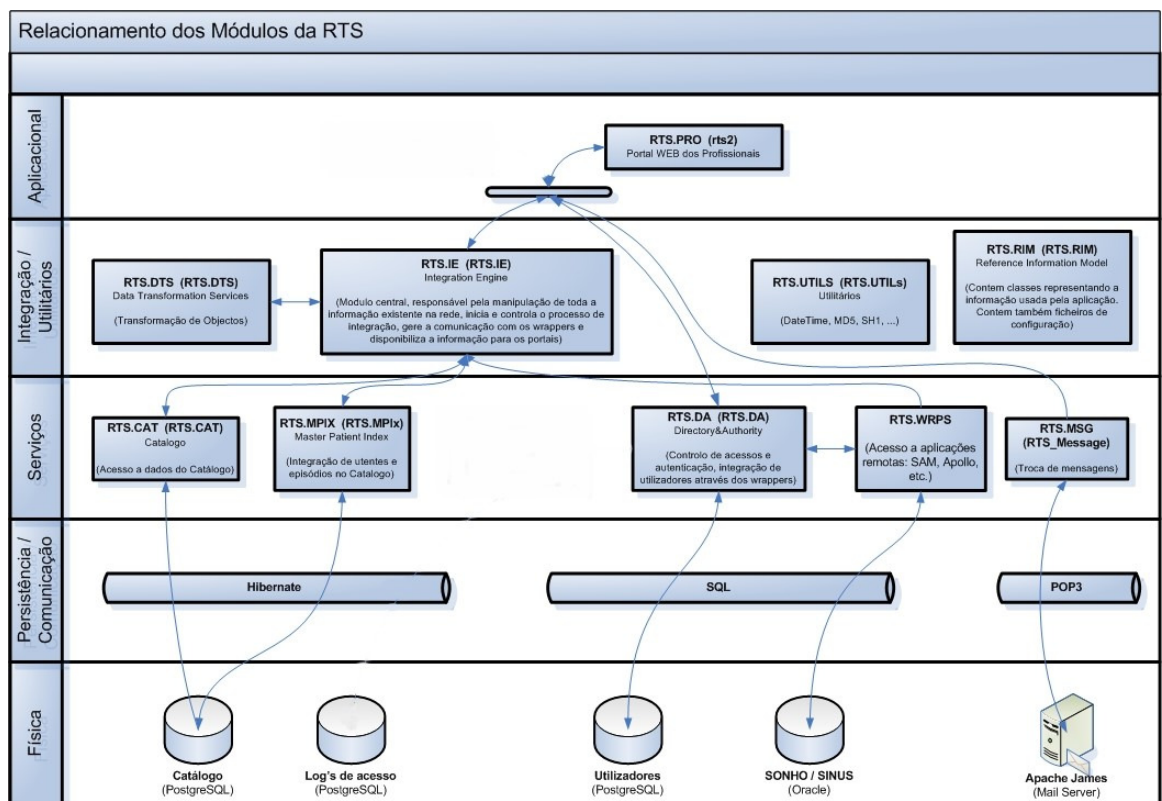 Relacionamento dos Módulos da RTS
Aplicacional
RTS.PRO (rts2)
Portal WEB dos Profissionais
Integração /
Utilitários
RTS.DTS (RTS.DTS)
Data Transformation Services
(Transformação de Objectos)
RTS.IE (RTS.IE)
Integration Engine
(Modulo central, responsável pela manipulação de toda a
informação existente na rede, inicia e controla o processo de
integração, gere a comunicação com os wrappers e
disponibiliza a informação para os portais)
RTS.UTILS (RTS.UTILs)
Utilitários
(DateTime, MD5, SH1, ...)
RTS.RIM (RTS.RIM)
Reference Information Model
(Contem classes representando a
informação usada pela aplicação.
Contem também ficheiros de
configuração)
Serviços
RTS.CAT (RTS.CAT)
Catalogo
(Acesso a dados do Catálogo)
RTS.MPIX (RTS.MPIx)
Master Patient Index
(Integração de utentes e
episódios no Catalogo)
RTS.DA (RTS.DA)
Directory&Authority
(Controlo de acessos e
autenticação, integração de
utilizadores através dos wrappers)
RTS.WRPS
(Acesso a aplicações
remotas: SAM, Apollo,
etc.)
RTS.MSG
(RTS_Message)
(Troca de mensagens)
Persistência /
Comunicação
Hibernate
SQL
POP3
Física
Catálogo
(PostgreSQL)
Log's de acesso
(PostgreSQL)
Utilizadores
(PostgreSQL)
SONHO / SINUS
(Oracle)
Apache James
(Mail Server)